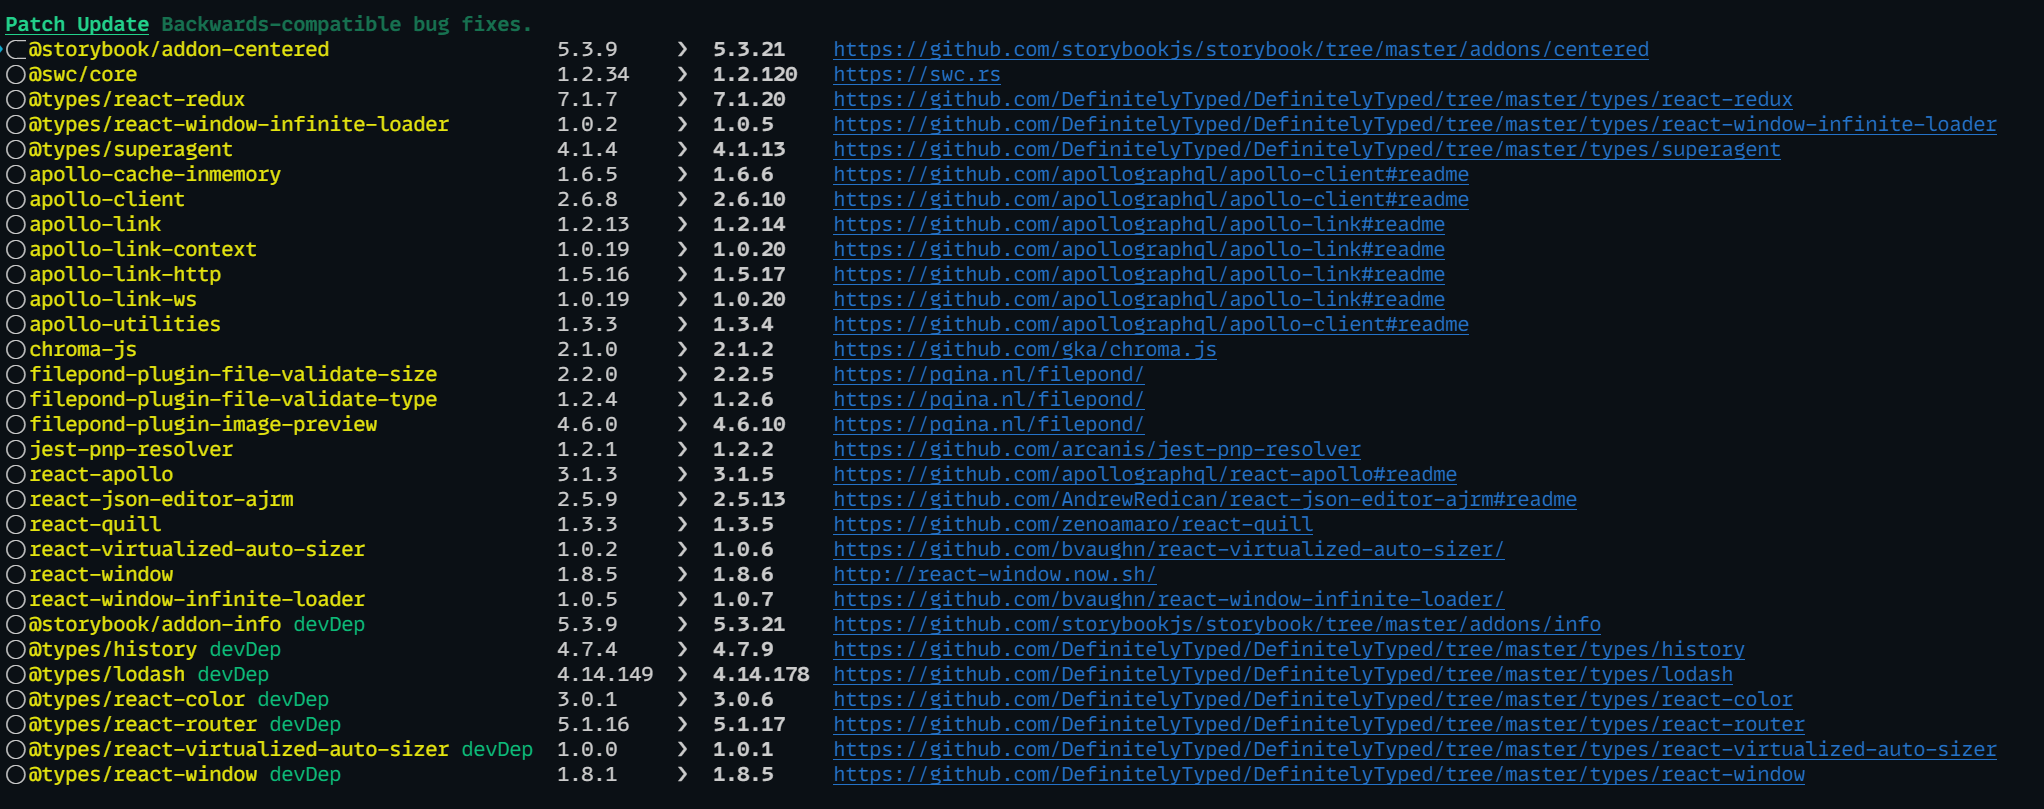 Patch Update Backwards-compatible bug fixes.
@storybook/addon-centered 5.3.9 ❯ 5.3.21 https://github.com/storybookjs/storybook/tree/master/addons/centered
@swc/core 1.2.34 ❯ 1.2.120 https://swc.rs
@types/react-redux 7.1.7 ❯ 7.1.20 https://github.com/DefinitelyTyped/DefinitelyTyped/tree/master/types/react-redux
@types/react-window-infinite-loader 1.0.2 ❯ 1.0.5 https://github.com/DefinitelyTyped/DefinitelyTyped/tree/master/types/react-window-infinite-loader
@types/superagent 4.1.4 ❯ 4.1.13 https://github.com/DefinitelyTyped/DefinitelyTyped/tree/master/types/superagent
apollo-cache-inmemory 1.6.5 ❯ 1.6.6 https://github.com/apollographql/apollo-client#readme
apollo-client 2.6.8 ❯ 2.6.10 https://github.com/apollographql/apollo-client#readme
apollo-link 1.2.13 ❯ 1.2.14 https://github.com/apollographql/apollo-link#readme
apollo-link-context 1.0.19 ❯ 1.0.20 https://github.com/apollographql/apollo-link#readme
apollo-link-http 1.5.16 ❯ 1.5.17 https://github.com/apollographql/apollo-link#readme
apollo-link-ws 1.0.19 ❯ 1.0.20 https://github.com/apollographql/apollo-link#readme
apollo-utilities 1.3.3 ❯ 1.3.4 https://github.com/apollographql/apollo-client#readme
chroma-js 2.1.0 ❯ 2.1.2 https://github.com/gka/chroma.js
filepond-plugin-file-validate-size 2.2.0 ❯ 2.2.5 https://pqina.nl/filepond/
filepond-plugin-file-validate-type 1.2.4 ❯ 1.2.6 https://pqina.nl/filepond/
filepond-plugin-image-preview 4.6.0 ❯ 4.6.10 https://pqina.nl/filepond/
jest-pnp-resolver 1.2.1 ❯ 1.2.2 https://github.com/arcanis/jest-pnp-resolver
react-apollo 3.1.3 ❯ 3.1.5 https://github.com/apollographql/react-apollo#readme
react-json-editor-ajrm 2.5.9 ❯ 2.5.13 https://github.com/AndrewRedican/react-json-editor-ajrm#readme
react-quill 1.3.3 ❯ 1.3.5 https://github.com/zenoamaro/react-quill
react-virtualized-auto-sizer 1.0.2 ❯ 1.0.6 https://github.com/bvaughn/react-virtualized-auto-sizer/
react-window 1.8.5 ❯ 1.8.6 http://react-window.now.sh/
react-window-infinite-loader 1.0.5 ❯ 1.0.7 https://github.com/bvaughn/react-window-infinite-loader/
@storybook/addon-info devDep 5.3.9 ❯ 5.3.21 https://github.com/storybookjs/storybook/tree/master/addons/info
@types/history devDep 4.7.4 ❯ 4.7.9 https://github.com/DefinitelyTyped/DefinitelyTyped/tree/master/types/history
@types/lodash devDep 4.14.149 ❯ 4.14.178 https://github.com/DefinitelyTyped/DefinitelyTyped/tree/master/types/lodash
@types/react-color devDep 3.0.1 ❯ 3.0.6 https://github.com/DefinitelyTyped/DefinitelyTyped/tree/master/types/react-color
@types/react-router devDep 5.1.16 ❯ 5.1.17 https://github.com/DefinitelyTyped/DefinitelyTyped/tree/master/types/react-router
@types/react-virtualized-auto-sizer devDep 1.0.0 ❯ 1.0.1 https://github.com/DefinitelyTyped/DefinitelyTyped/tree/master/types/react-virtualized-auto-sizer
@types/react-window devDep 1.8.1 ❯ 1.8.5 https://github.com/DefinitelyTyped/DefinitelyTyped/tree/master/types/react-window